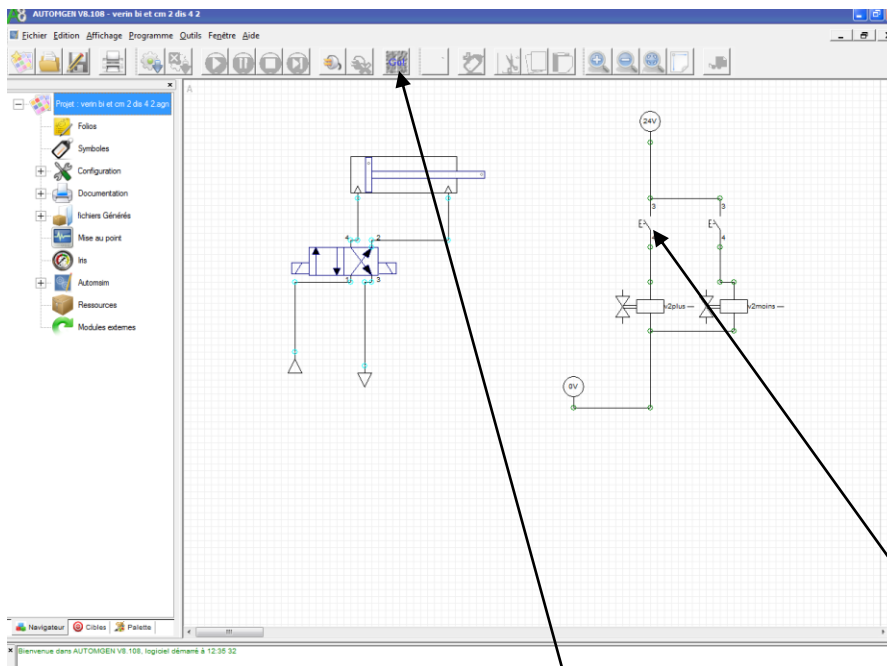 AUTOMGEN V8.108 - verin bi et cm 2 dis 4 2
Fichier Edition Affichage Programme Outils Fenêtre Aide
GO!
A
Projet : verin bi et cm 2 dis 4 2.agn
Folios
Symboles
Configuration
Documentation
fichiers Générés
Mise au point
Iris
Automsim
Ressources
Modules externes
24V
3 3
E E
4 4
4 2
1 3
v2plus
v2moins
0V
Navigateur Cibles Palette
Bienvenue dans AUTOMGEN V8.108, logiciel démarré à 12:35 32